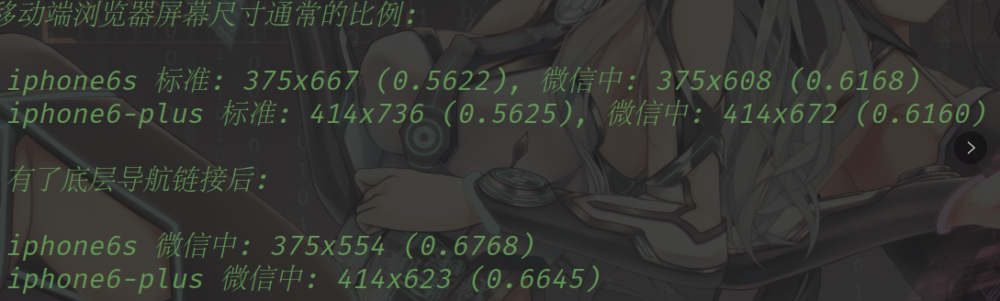 移动端浏览器屏幕尺寸通常的比例:
iphone6s 标准: 375x667 (0.5622), 微信中: 375x608 (0.6168)
iphone6-plus 标准: 414x736 (0.5625), 微信中: 414x672 (0.6160)
有了底层导航链接后:
iphone6s 微信中: 375x554 (0.6768)
iphone6-plus 微信中: 414x623 (0.6645)